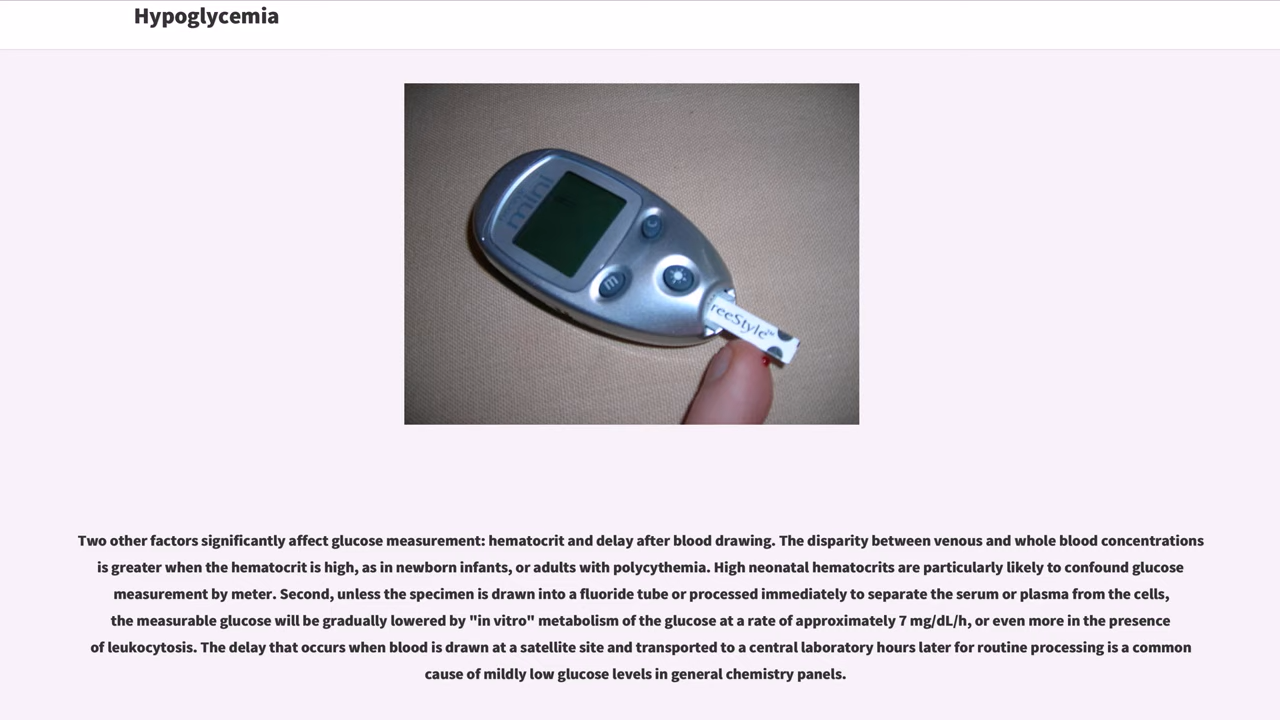 Hypoglycemia
mini
m
reeStyle
Two other factors significantly affect glucose measurement: hematocrit and delay after blood drawing. The disparity between venous and whole blood concentrations
is greater when the hematocrit is high, as in newborn infants, or adults with polycythemia. High neonatal hematocrits are particularly likely to confound glucose
measurement by meter. Second, unless the specimen is drawn into a fluoride tube or processed immediately to separate the serum or plasma from the cells,
the measurable glucose will be gradually lowered by "in vitro" metabolism of the glucose at a rate of approximately 7 mg/dL/h, or even more in the presence
of leukocytosis. The delay that occurs when blood is drawn at a satellite site and transported to a central laboratory hours later for routine processing is a common
cause of mildly low glucose levels in general chemistry panels.